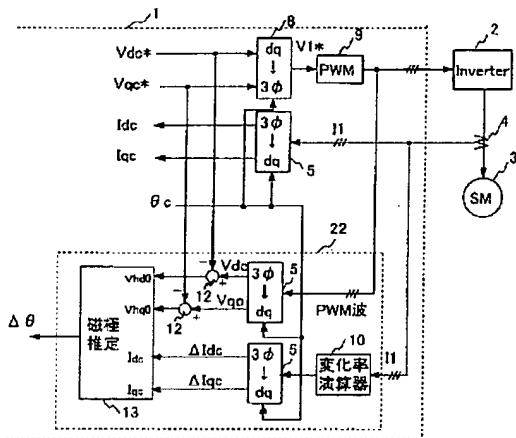 1
8
Vdc*
dq
↓
3φ
V1*
9
PWM
2
Inverter
Vqc*
4
Idc
3φ
↓
dq
5
I1
Iqc
3
SM
θc
22
Vhd0
12
Vdc
3φ
↓
dq
5
Vhq0
12
Vqc
PWM波
Δθ
磁極
推定
Idc
ΔIdc
3φ
↓
dq
5
10
変化率
演算器
I1
Iqc
ΔIqc
13